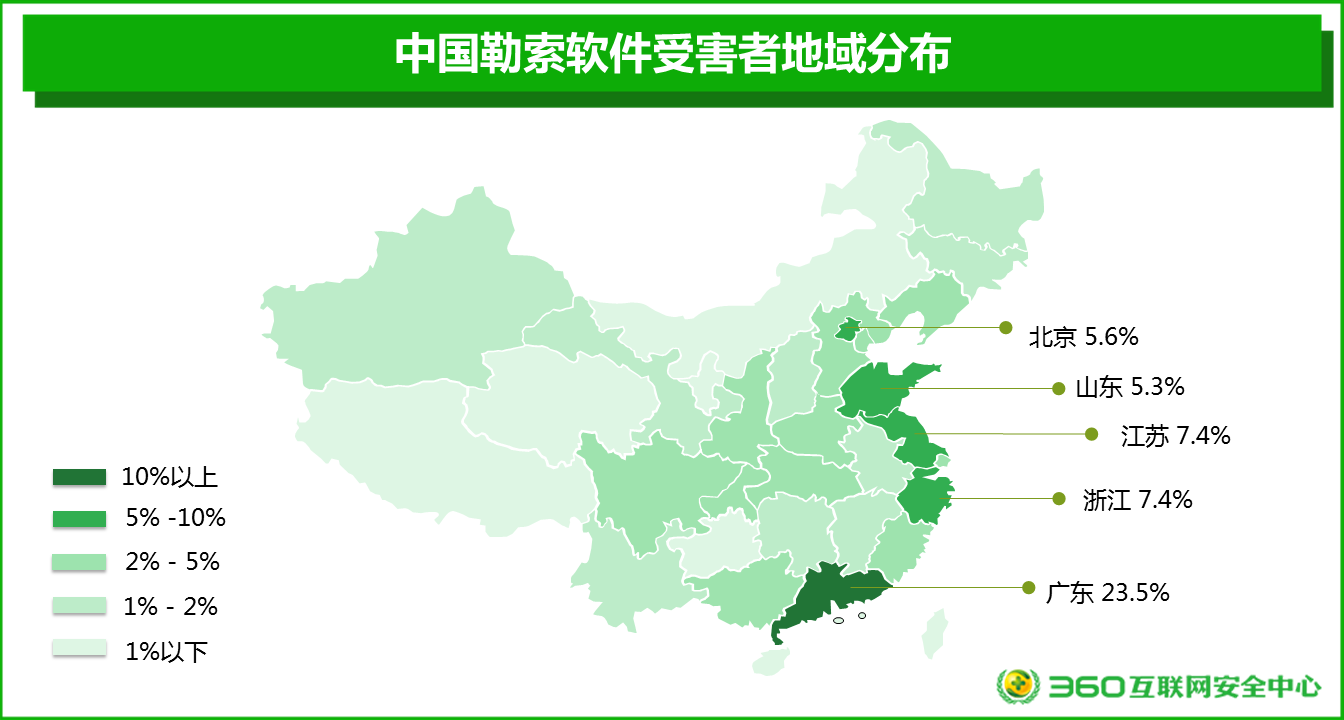 中国勒索软件受害者地域分布
北京 5.6%
山东 5.3%
江苏 7.4%
浙江 7.4%
广东 23.5%
10%以上
5% -10%
2% - 5%
1% - 2%
1%以下
360互联网安全中心